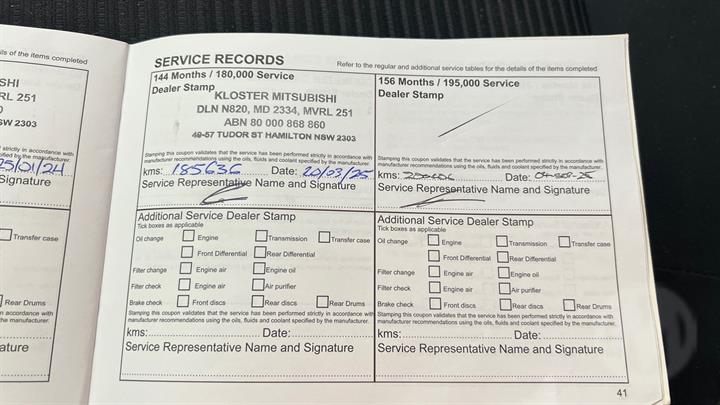 ils of the items completed
SHI
RL 251
SW 2303
strictly in accordance with
ified by the manufacturer.
25/01/24
Signature
Transfer case
Rear Drums
n accordance with
the manufacturer.
ature
SERVICE RECORDS
Refer to the regular and additional service tables for the details of the items completed
144 Months / 180,000 Service
Dealer Stamp
KLOSTER MITSUBISHI
DLN N820, MD 2334, MVRL 251
ABN 80 000 868 860
49-57 TUDOR ST HAMILTON NSW 2303
Stamping this coupon validates that the service has been performed strictly in accordance with
manufacturer recommendations using the oils, fluids and coolant specified by the manufacturer.
kms: 185636 Date: 20/03/25
Service Representative Name and Signature
Additional Service Dealer Stamp
Tick boxes as applicable
Oil change Engine Transmission Transfer case
Front Differential Rear Differential
Filter change Engine air Engine oil
Filter check Engine air Air purifier
Brake check Front discs Rear discs Rear Drums
Stamping this coupon validates that the service has been performed strictly in accordance with
manufacturer recommendations using the oils, fluids and coolant specified by the manufacturer.
kms: Date:
Service Representative Name and Signature
156 Months / 195,000 Service
Dealer Stamp
Stamping this coupon validates that the service has been performed strictly in accordance with
manufacturer recommendations using the oils, fluids and coolant specified by the manufacturer.
kms: Date:
Service Representative Name and Signature
Additional Service Dealer Stamp
Tick boxes as applicable
Oil change Engine Transmission Transfer case
Front Differential Rear Differential
Filter change Engine air Engine oil
Filter check Engine air Air purifier
Brake check Front discs Rear discs Rear Drums
Stamping this coupon validates that the service has been performed strictly in accordance with
manufacturer recommendations using the oils, fluids and coolant specified by the manufacturer.
kms: Date:
Service Representative Name and Signature
41